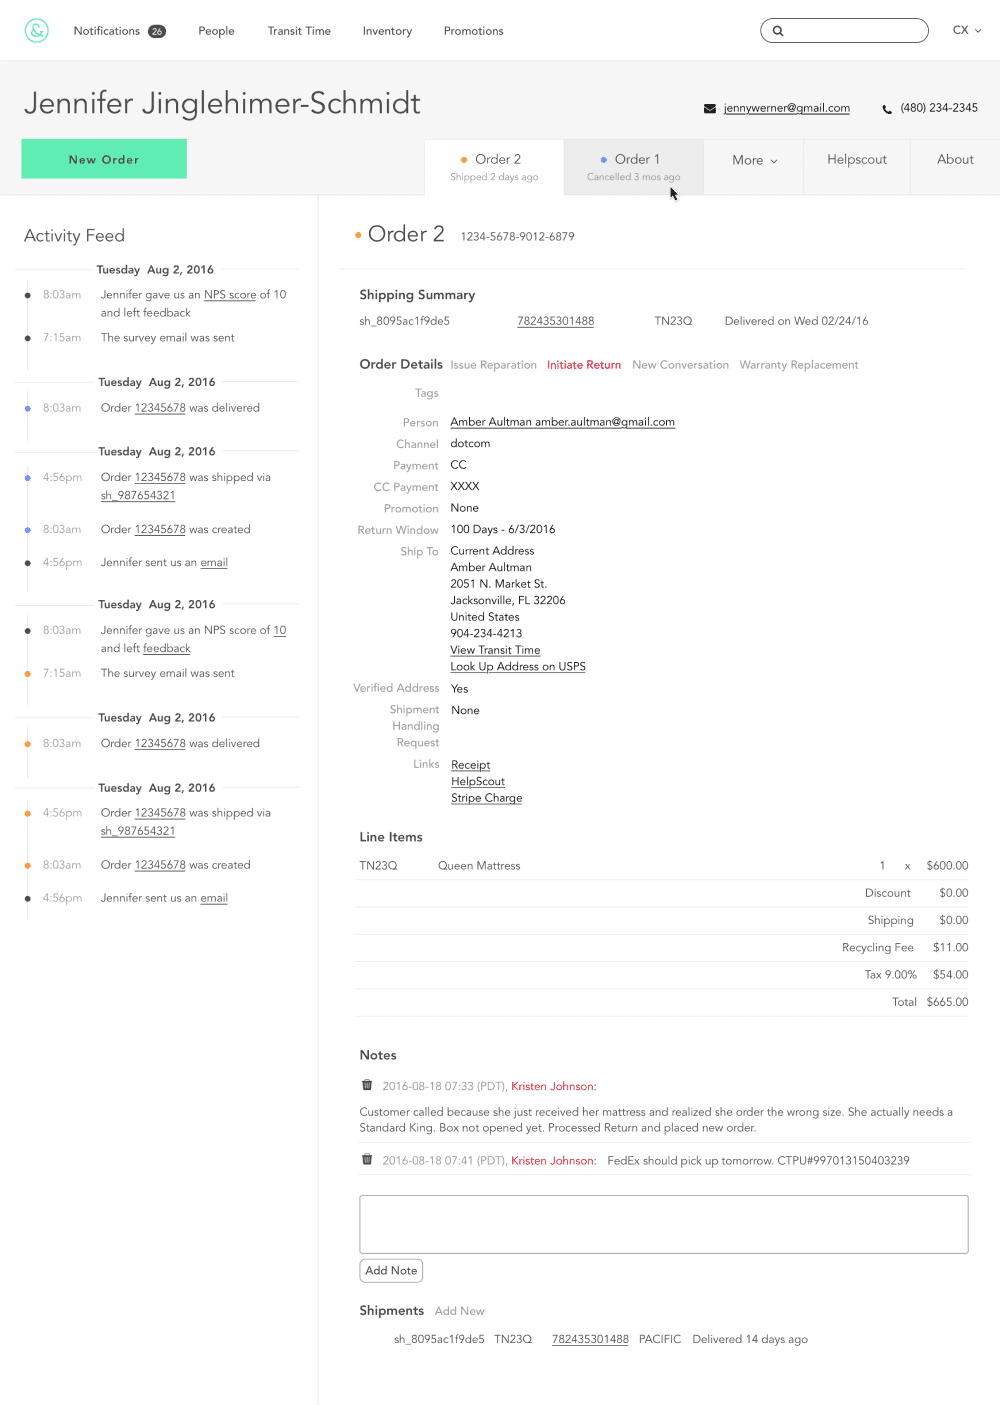 &
Notifications 26 People Transit Time Inventory Promotions CX
Jennifer Jinglehimer-Schmidt
jennywerner@gmail.com (480) 234-2345
New Order
Order 2
Shipped 2 days ago
Order 1
Cancelled 3 mos ago
More
Helpscout
About
Activity Feed
Tuesday Aug 2, 2016
8:03am Jennifer gave us an NPS score of 10
and left feedback
7:15am The survey email was sent
Tuesday Aug 2, 2016
8:03am Order 12345678 was delivered
Tuesday Aug 2, 2016
4:56pm Order 12345678 was shipped via
sh_987654321
8:03am Order 12345678 was created
4:56pm Jennifer sent us an email
Tuesday Aug 2, 2016
8:03am Jennifer gave us an NPS score of 10
and left feedback
7:15am The survey email was sent
Tuesday Aug 2, 2016
8:03am Order 12345678 was delivered
Tuesday Aug 2, 2016
4:56pm Order 12345678 was shipped via
sh_987654321
8:03am Order 12345678 was created
4:56pm Jennifer sent us an email
Order 2 1234-5678-9012-6879
Shipping Summary
sh_8095ac1f9de5 782435301488 TN23Q Delivered on Wed 02/24/16
Order Details Issue Reparation Initiate Return New Conversation Warranty Replacement
Tags
Person Amber Aultman amber.aultman@gmail.com
Channel dotcom
Payment CC
CC Payment XXXX
Promotion None
Return Window 100 Days - 6/3/2016
Ship To Current Address
Amber Aultman
2051 N. Market St.
Jacksonville, FL 32206
United States
904-234-4213
View Transit Time
Look Up Address on USPS
Verified Address Yes
Shipment None
Handling
Request
Links Receipt
HelpScout
Stripe Charge
Line Items
TN23Q Queen Mattress 1 x $600.00
Discount $0.00
Shipping $0.00
Recycling Fee $11.00
Tax 9.00% $54.00
Total $665.00
Notes
2016-08-18 07:33 (PDT), Kristen Johnson:
Customer called because she just received her mattress and realized she order the wrong size. She actually needs a
Standard King. Box not opened yet. Processed Return and placed new order.
2016-08-18 07:41 (PDT), Kristen Johnson: FedEx should pick up tomorrow. CTPU#997013150403239
Add Note
Shipments Add New
sh_8095ac1f9de5 TN23Q 782435301488 PACIFIC Delivered 14 days ago